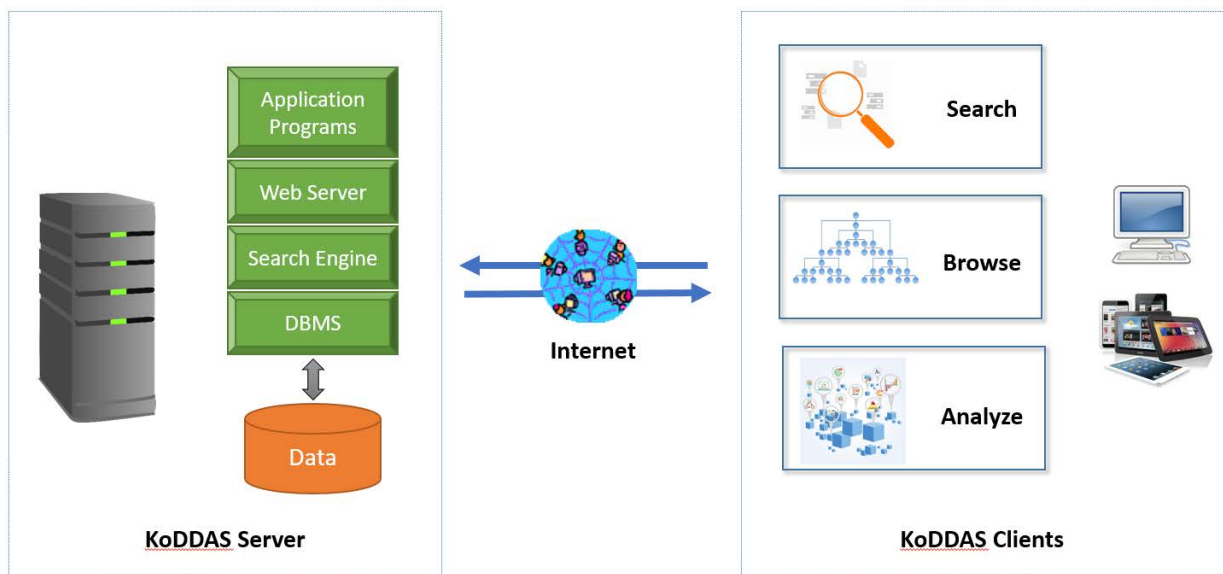 Application
Programs
Web Server
Search Engine
DBMS
Data
KoDDAS Server
Internet
Search
Browse
Analyze
KoDDAS Clients